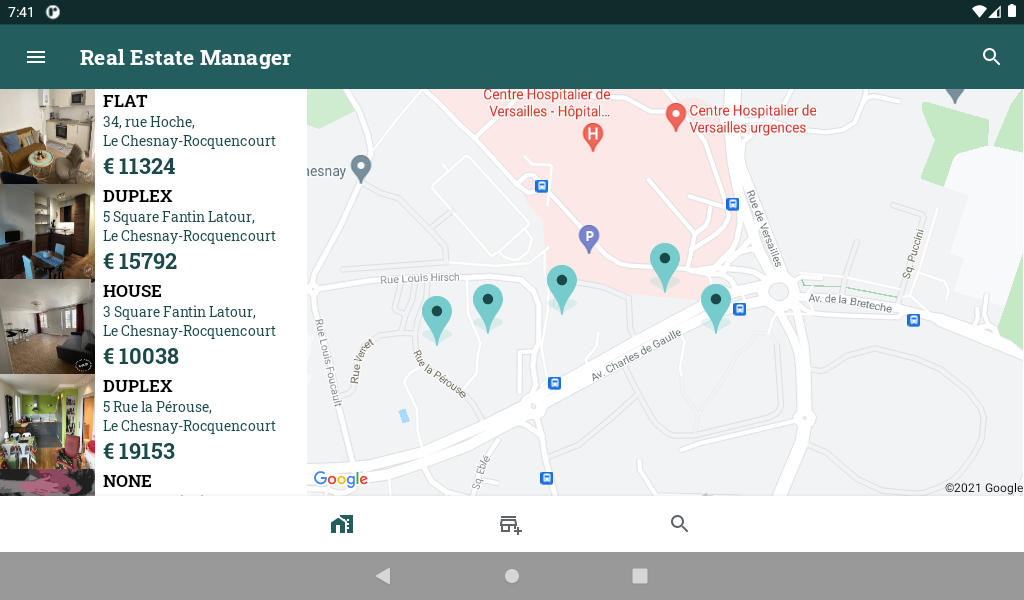 7:41
Real Estate Manager
FLAT
34, rue Hoche,
Le Chesnay-Rocquencourt
€ 11324
DUPLEX
5 Square Fantin Latour,
Le Chesnay-Rocquencourt
€ 15792
HOUSE
3 Square Fantin Latour,
Le Chesnay-Rocquencourt
€ 10038
DUPLEX
5 Rue la Pérouse,
Le Chesnay-Rocquencourt
€ 19153
NONE
Centre Hospitalier de
Versailles - Hôpital...
H
Centre Hospitalier de
Versailles urgences
hesnay
P
Rue de Versailles
Sq. Puccini
Rue Louis Hirsch
Av. de la Breteche
Av. Charles de Gaulle
Rue Louis Foucault
Rue Venet
Rue la Pérouse
Sq. Eblé
Google
©2021 Google